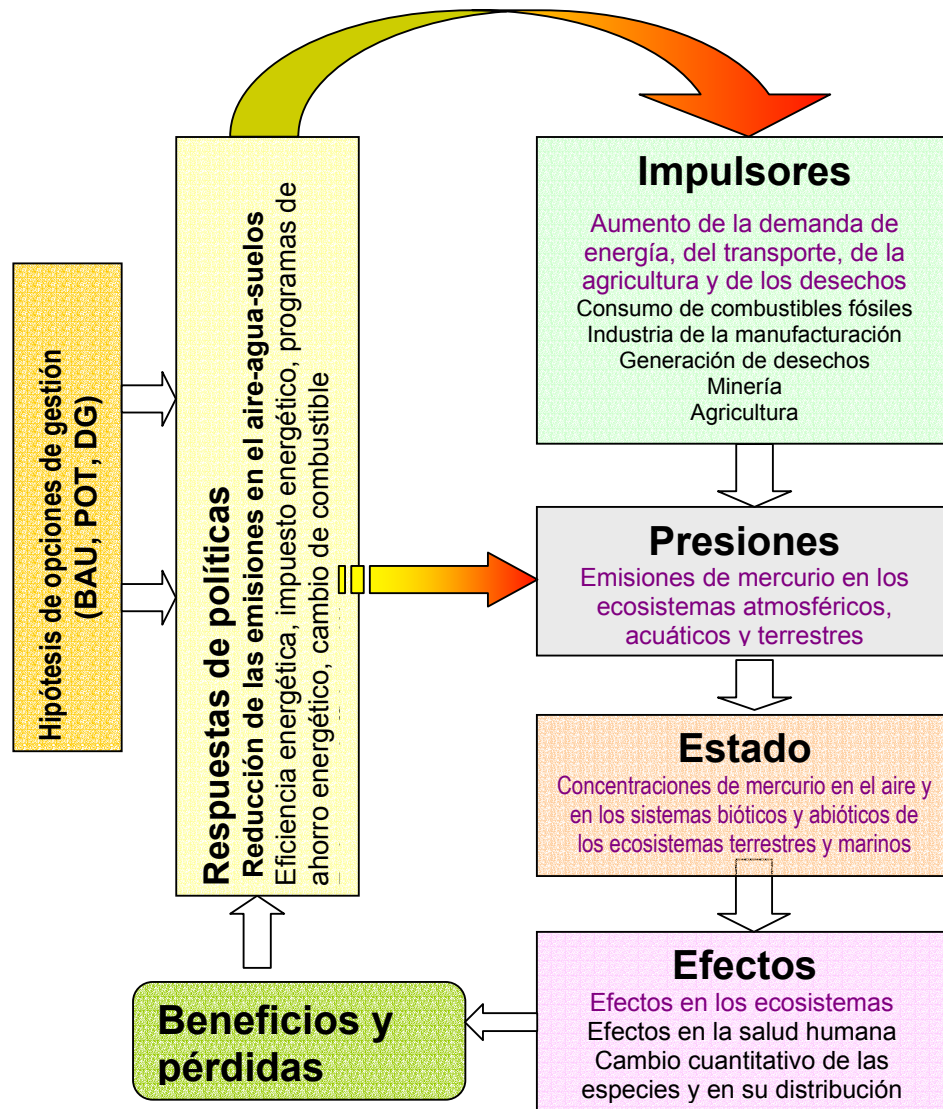 Hipótesis de opciones de gestión
(BAU, POT, DG)
Respuestas de políticas
Reducción de las emisiones en el aire-agua-suelos
Eficiencia energética, impuesto energético, programas de
ahorro energético, cambio de combustible
Impulsores
Aumento de la demanda de
energía, del transporte, de la
agricultura y de los desechos
Consumo de combustibles fósiles
Industria de la manufacturación
Generación de desechos
Minería
Agricultura
Presiones
Emisiones de mercurio en los
ecosistemas atmosféricos,
acuáticos y terrestres
Estado
Concentraciones de mercurio en el aire y
en los sistemas bióticos y abióticos de
los ecosistemas terrestres y marinos
Efectos
Efectos en los ecosistemas
Efectos en la salud humana
Cambio cuantitativo de las
especies y en su distribución
Beneficios y
pérdidas